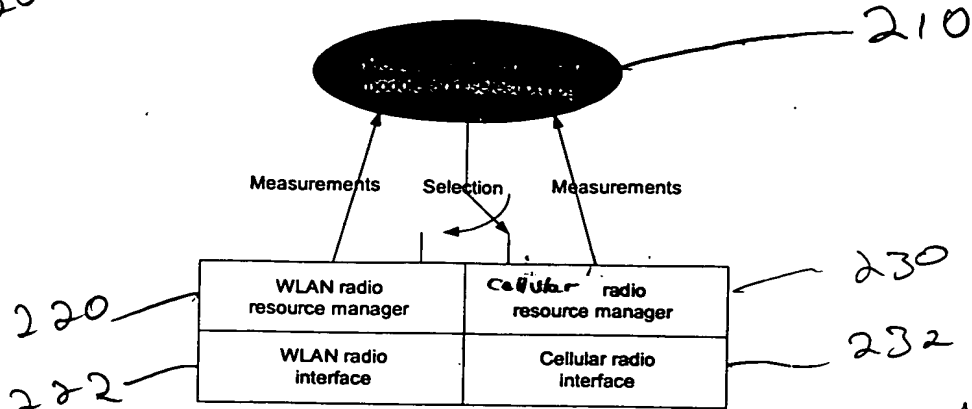 210
Measurements Selection Measurements
WLAN radio
resource manager
Cellular radio
resource manager
230
220
WLAN radio
interface
Cellular radio
interface
232
222